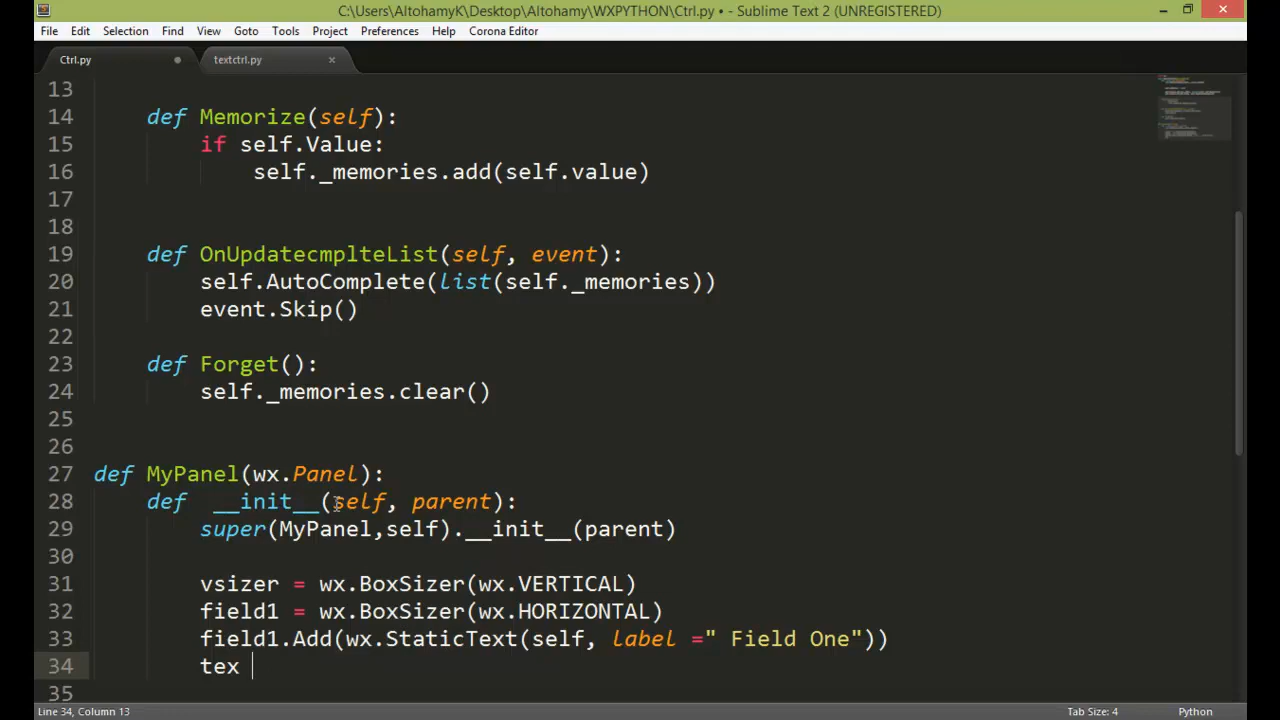 C:\Users\AltohamyK\Desktop\Altohamy\WXPYTHON\Ctrl.py • - Sublime Text 2 (UNREGISTERED)
File Edit Selection Find View Goto Tools Project Preferences Help Corona Editor
Ctrl.py textctrl.py
13
14 def Memorize(self):
15 if self.Value:
16 self._memories.add(self.value)
17
18
19 def OnUpdatecmplteList(self, event):
20 self.AutoComplete(list(self._memories))
21 event.Skip()
22
23 def Forget():
24 self._memories.clear()
25
26
27 def MyPanel(wx.Panel):
28 def __init__(self, parent):
29 super(MyPanel,self).__init__(parent)
30
31 vsizer = wx.BoxSizer(wx.VERTICAL)
32 field1 = wx.BoxSizer(wx.HORIZONTAL)
33 field1.Add(wx.StaticText(self, label =" Field One"))
34 tex
35
Line 34, Column 13 Tab Size: 4 Python